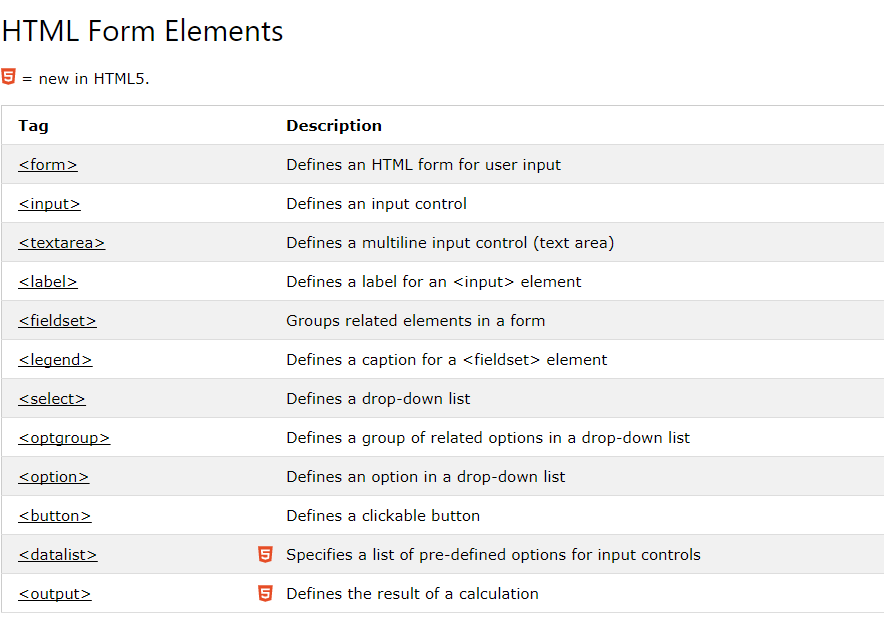 HTML Form Elements
5 = new in HTML5.
Tag Description
<form> Defines an HTML form for user input
<input> Defines an input control
<textarea> Defines a multiline input control (text area)
<label> Defines a label for an <input> element
<fieldset> Groups related elements in a form
<legend> Defines a caption for a <fieldset> element
<select> Defines a drop-down list
<optgroup> Defines a group of related options in a drop-down list
<option> Defines an option in a drop-down list
<button> Defines a clickable button
<datalist> 5 Specifies a list of pre-defined options for input controls
<output> 5 Defines the result of a calculation